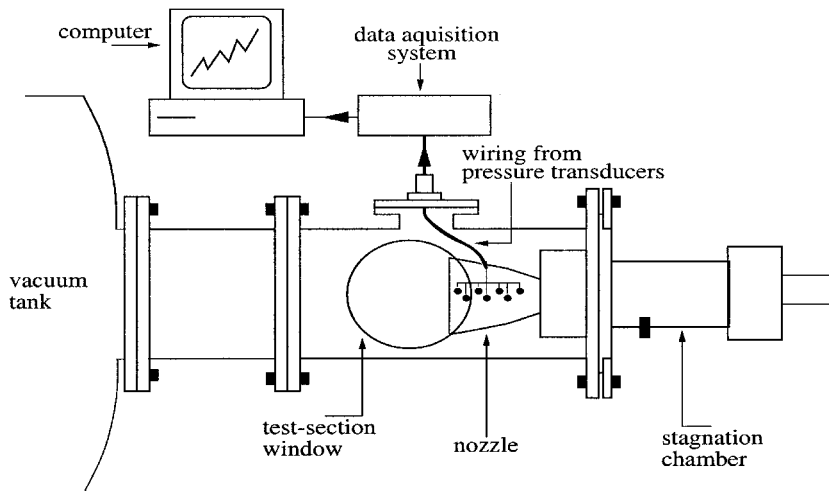 computer
data aquisition
system
wiring from
pressure transducers
vacuum
tank
test-section
window
nozzle
stagnation
chamber